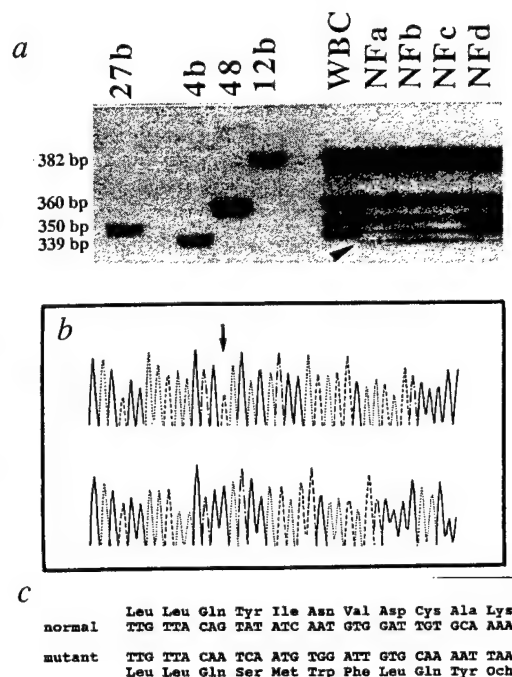 a
27b 4b 48 12b WBC NFa NFb NFc NFd
382 bp
360 bp
350 bp
339 bp
b
c
Leu Leu Gln Tyr Ile Asn Val Asp Cys Ala Lys
normal TTG TTA CAG TAT ATC AAT GTG GAT TGT GCA AAA
mutant TTG TTA CAA TCA ATG TGG ATT GTG CAA AAT TAA
Leu Leu Gln Ser Met Trp Phe Leu Gln Tyr Och